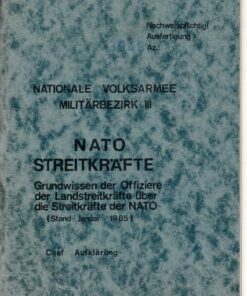 Nachweispflichtig!
Ausfertigung
Az.:
NATIONALE VOLKSARMEE
MILITÄRBEZIRK III
NATO
STREITKRÄFTE
Grundwissen der Offiziere
der Landstreitkräfte über
die Streitkräfte der NATO
(Stand Januar 1985)
Chef Aufklärung